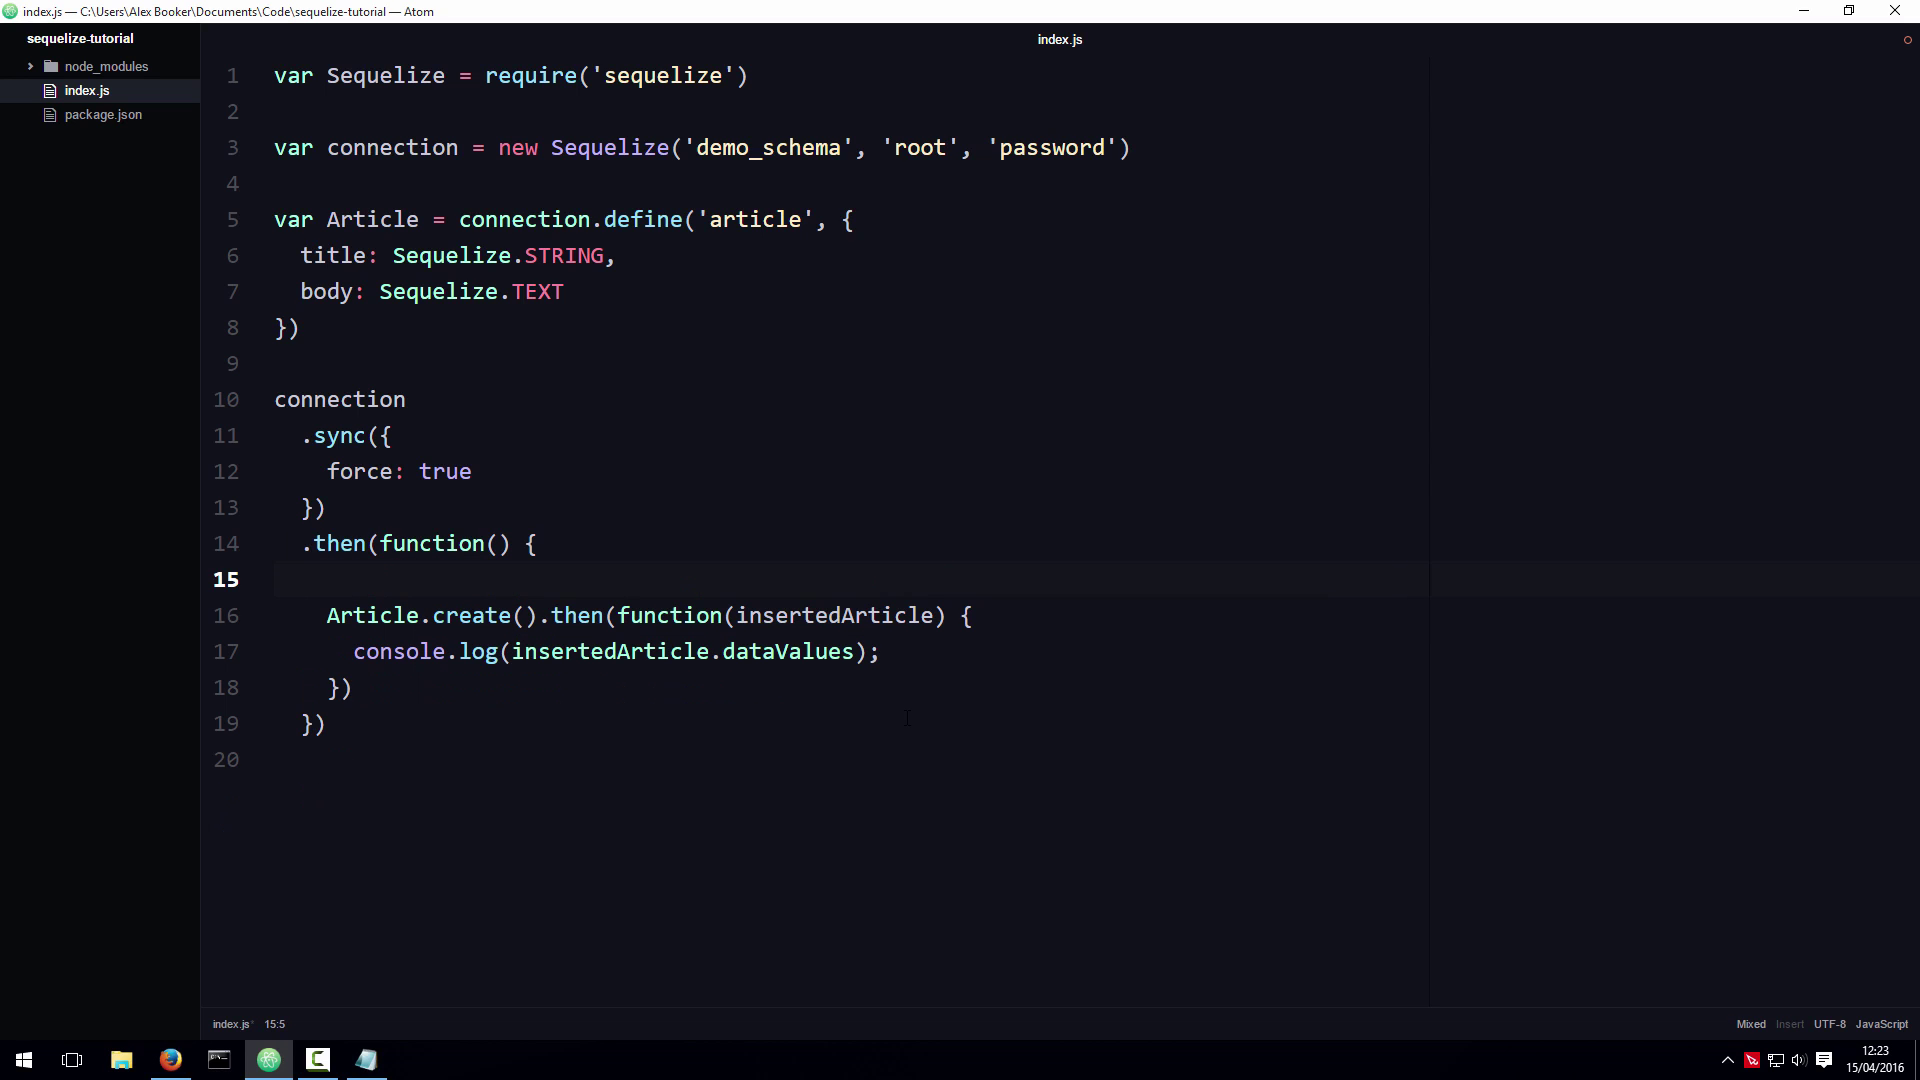 index.js — C:\Users\Alex Booker\Documents\Code\sequelize-tutorial — Atom
sequelize-tutorial
node_modules
index.js
package.json
index.js
1 var Sequelize = require('sequelize')
2
3 var connection = new Sequelize('demo_schema', 'root', 'password')
4
5 var Article = connection.define('article', {
6 title: Sequelize.STRING,
7 body: Sequelize.TEXT
8 })
9
10 connection
11 .sync({
12 force: true
13 })
14 .then(function() {
15
16 Article.create().then(function(insertedArticle) {
17 console.log(insertedArticle.dataValues);
18 })
19 })
20
index.js* 15:5
Mixed Insert UTF-8 JavaScript
12:23
15/04/2016